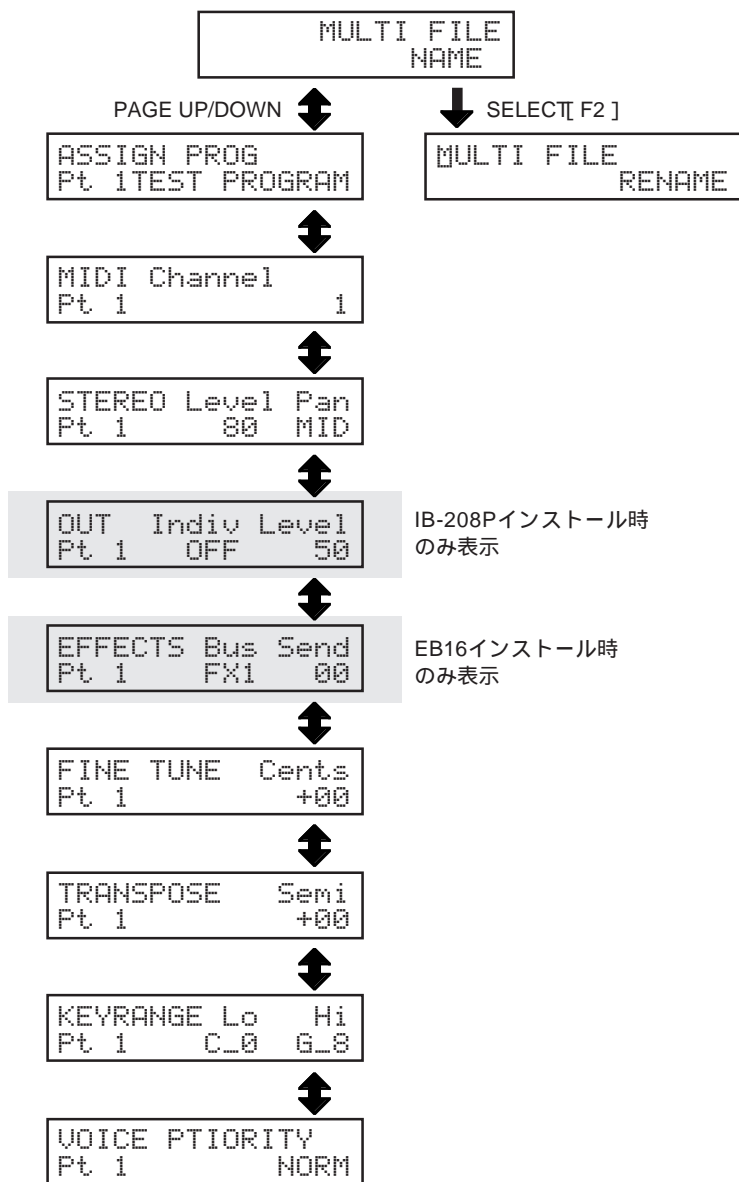 MULTI FILE
NAME
PAGE UP/DOWN
SELECT[ F2 ]
ASSIGN PROG
Pt 1TEST PROGRAM
MULTI FILE
RENAME
MIDI Channel
Pt 1 1
STEREO Level Pan
Pt 1 80 MID
OUT Indiv Level
Pt 1 OFF 50
IB-208Pインストール時
のみ表示
EFFECTS Bus Send
Pt 1 FX1 00
EB16インストール時
のみ表示
FINE TUNE Cents
Pt 1 +00
TRANSPOSE Semi
Pt 1 +00
KEYRANGE Lo Hi
Pt 1 C_0 G_8
VOICE PTIORITY
Pt 1 NORM